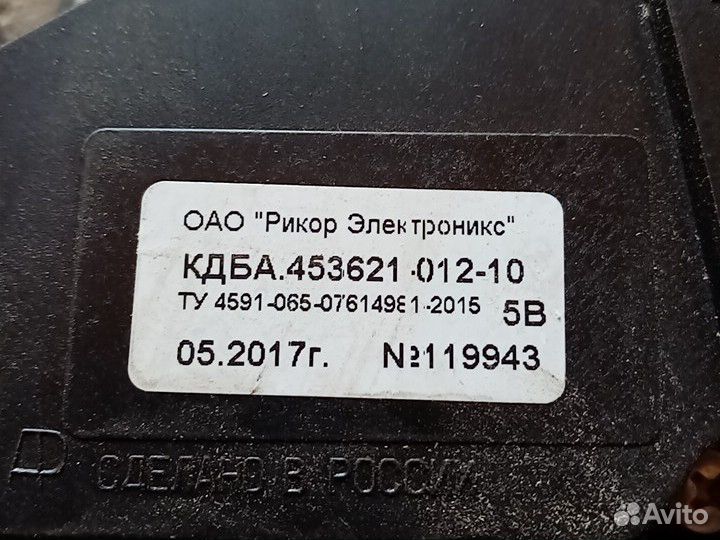 ОАО "Рикор Электроникс"
КДБА.453621.012-10
ТУ 4591-065-07614981-2015 5В
05.2017г. №119943
СДЕЛАНО В РОССИИ
Avito